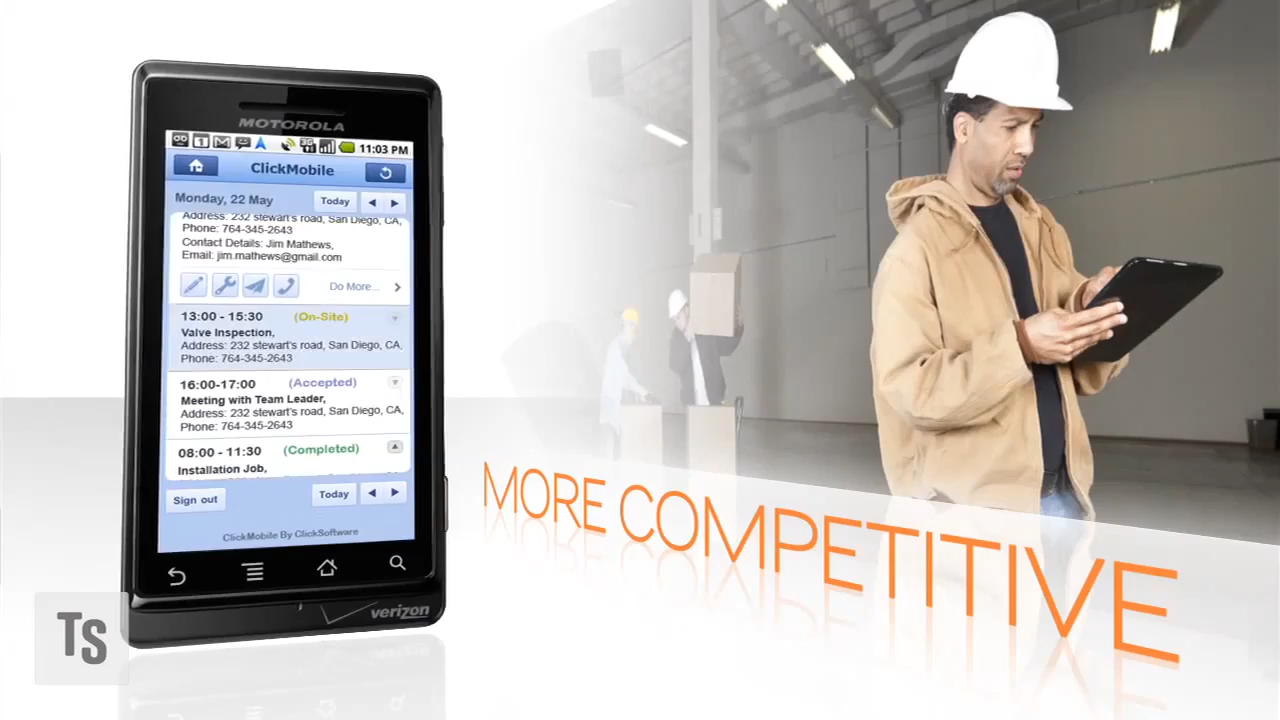 MOTOROLA
1
3G
11:03 PM
ClickMobile
Monday, 22 May
Today
Address: 232 stewart's road, San Diego, CA,
Phone: 764-345-2643
Contact Details: Jim Mathews,
Email: jim.mathews@gmail.com
Do More...
13:00 - 15:30 (On-Site)
Valve Inspection,
Address: 232 stewart's road, San Diego, CA,
Phone: 764-345-2643
16:00-17:00 (Accepted)
Meeting with Team Leader,
Address: 232 stewart's road, San Diego, CA,
Phone: 764-345-2643
08:00 - 11:30 (Completed)
Installation Job,
Sign out
Today
ClickMobile By ClickSoftware
verizon
MORE COMPETITIVE
Ts